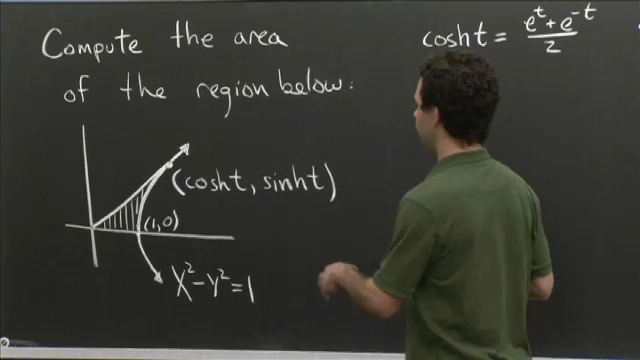 Compute the area
of the region below:
cosh t = (e^t + e^-t)/2
(cosh t, sinh t)
(1,0)
X² - Y² = 1